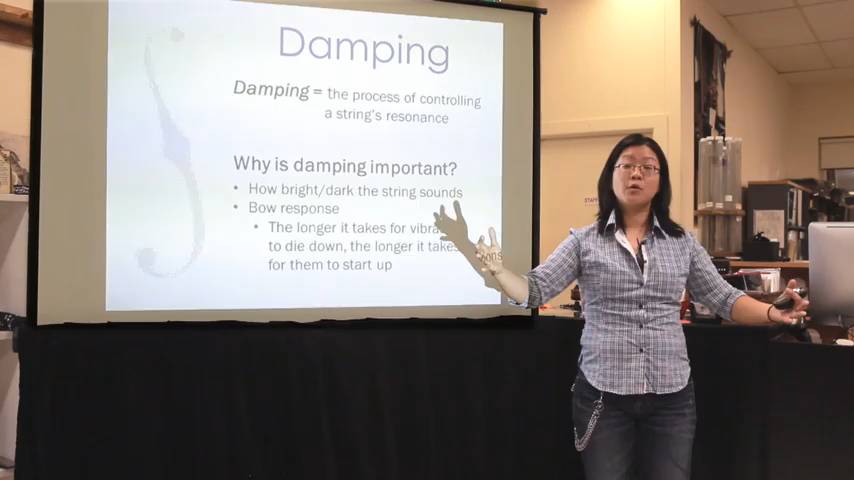 Damping
Damping = the process of controlling
a string's resonance
Why is damping important?
• How bright/dark the string sounds
• Bow response
• The longer it takes for
to die down, the longer it takes
for them to start up